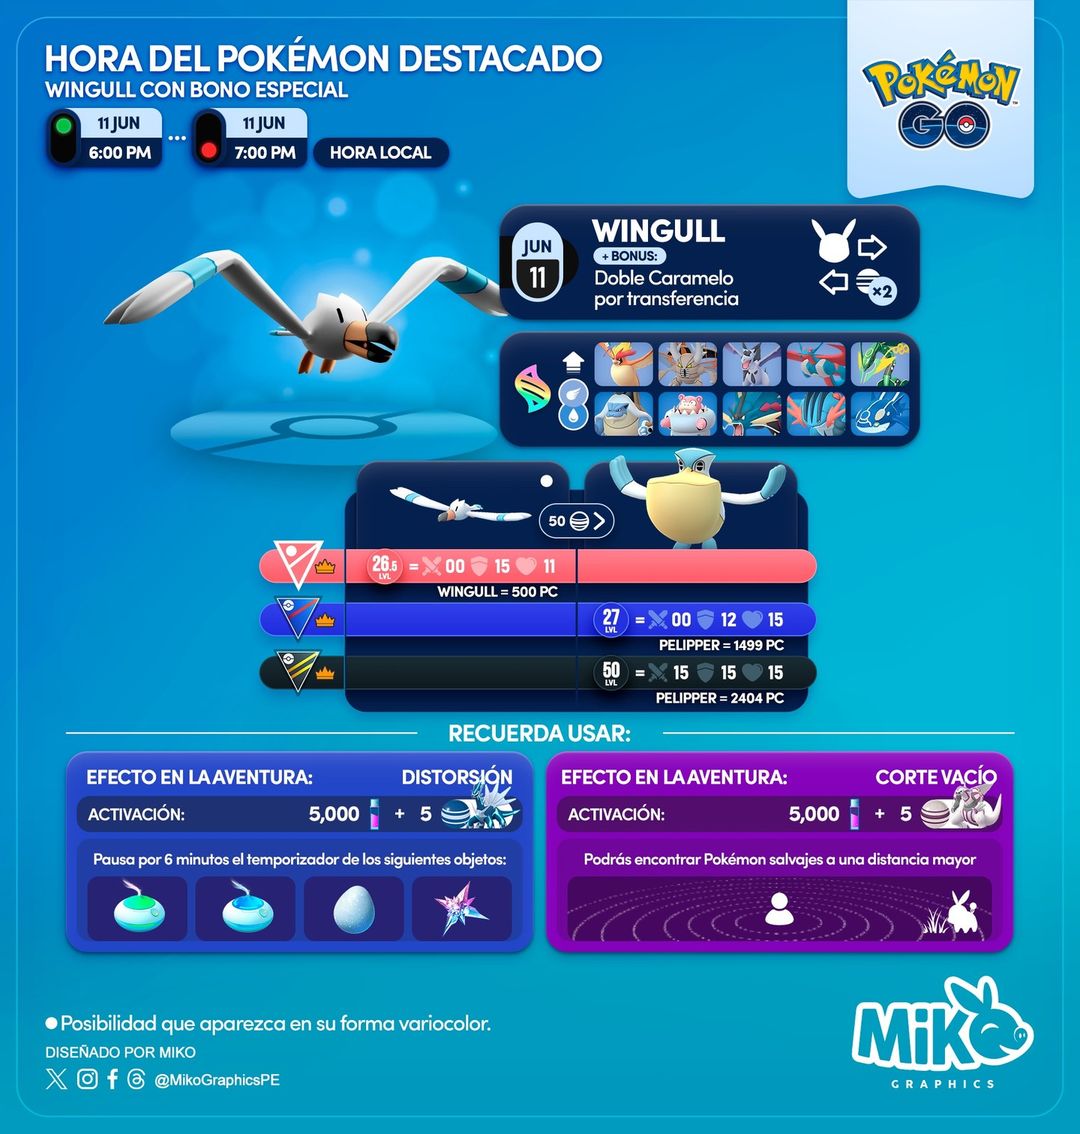 HORA DEL POKÉMON DESTACADO
WINGULL CON BONO ESPECIAL
11 JUN
6:00 PM
...
11 JUN
7:00 PM
HORA LOCAL
POKéMON
GO
JUN
11
WINGULL
+ BONUS:
Doble Caramelo
por transferencia
×2
50
26.5
LVL
= 00 15 11
WINGULL = 500 PC
27
LVL
= 00 12 15
PELIPPER = 1499 PC
50
LVL
= 15 15 15
PELIPPER = 2404 PC
RECUERDA USAR:
EFECTO EN LA AVENTURA: DISTORSIÓN
ACTIVACIÓN: 5,000 + 5
Pausa por 6 minutos el temporizador de los siguientes objetos:
EFECTO EN LA AVENTURA: CORTE VACÍO
ACTIVACIÓN: 5,000 + 5
Podrás encontrar Pokémon salvajes a una distancia mayor
Posibilidad que aparezca en su forma variocolor.
DISEÑADO POR MIKO
@MikoGraphicsPE
MiKO
GRAPHICS